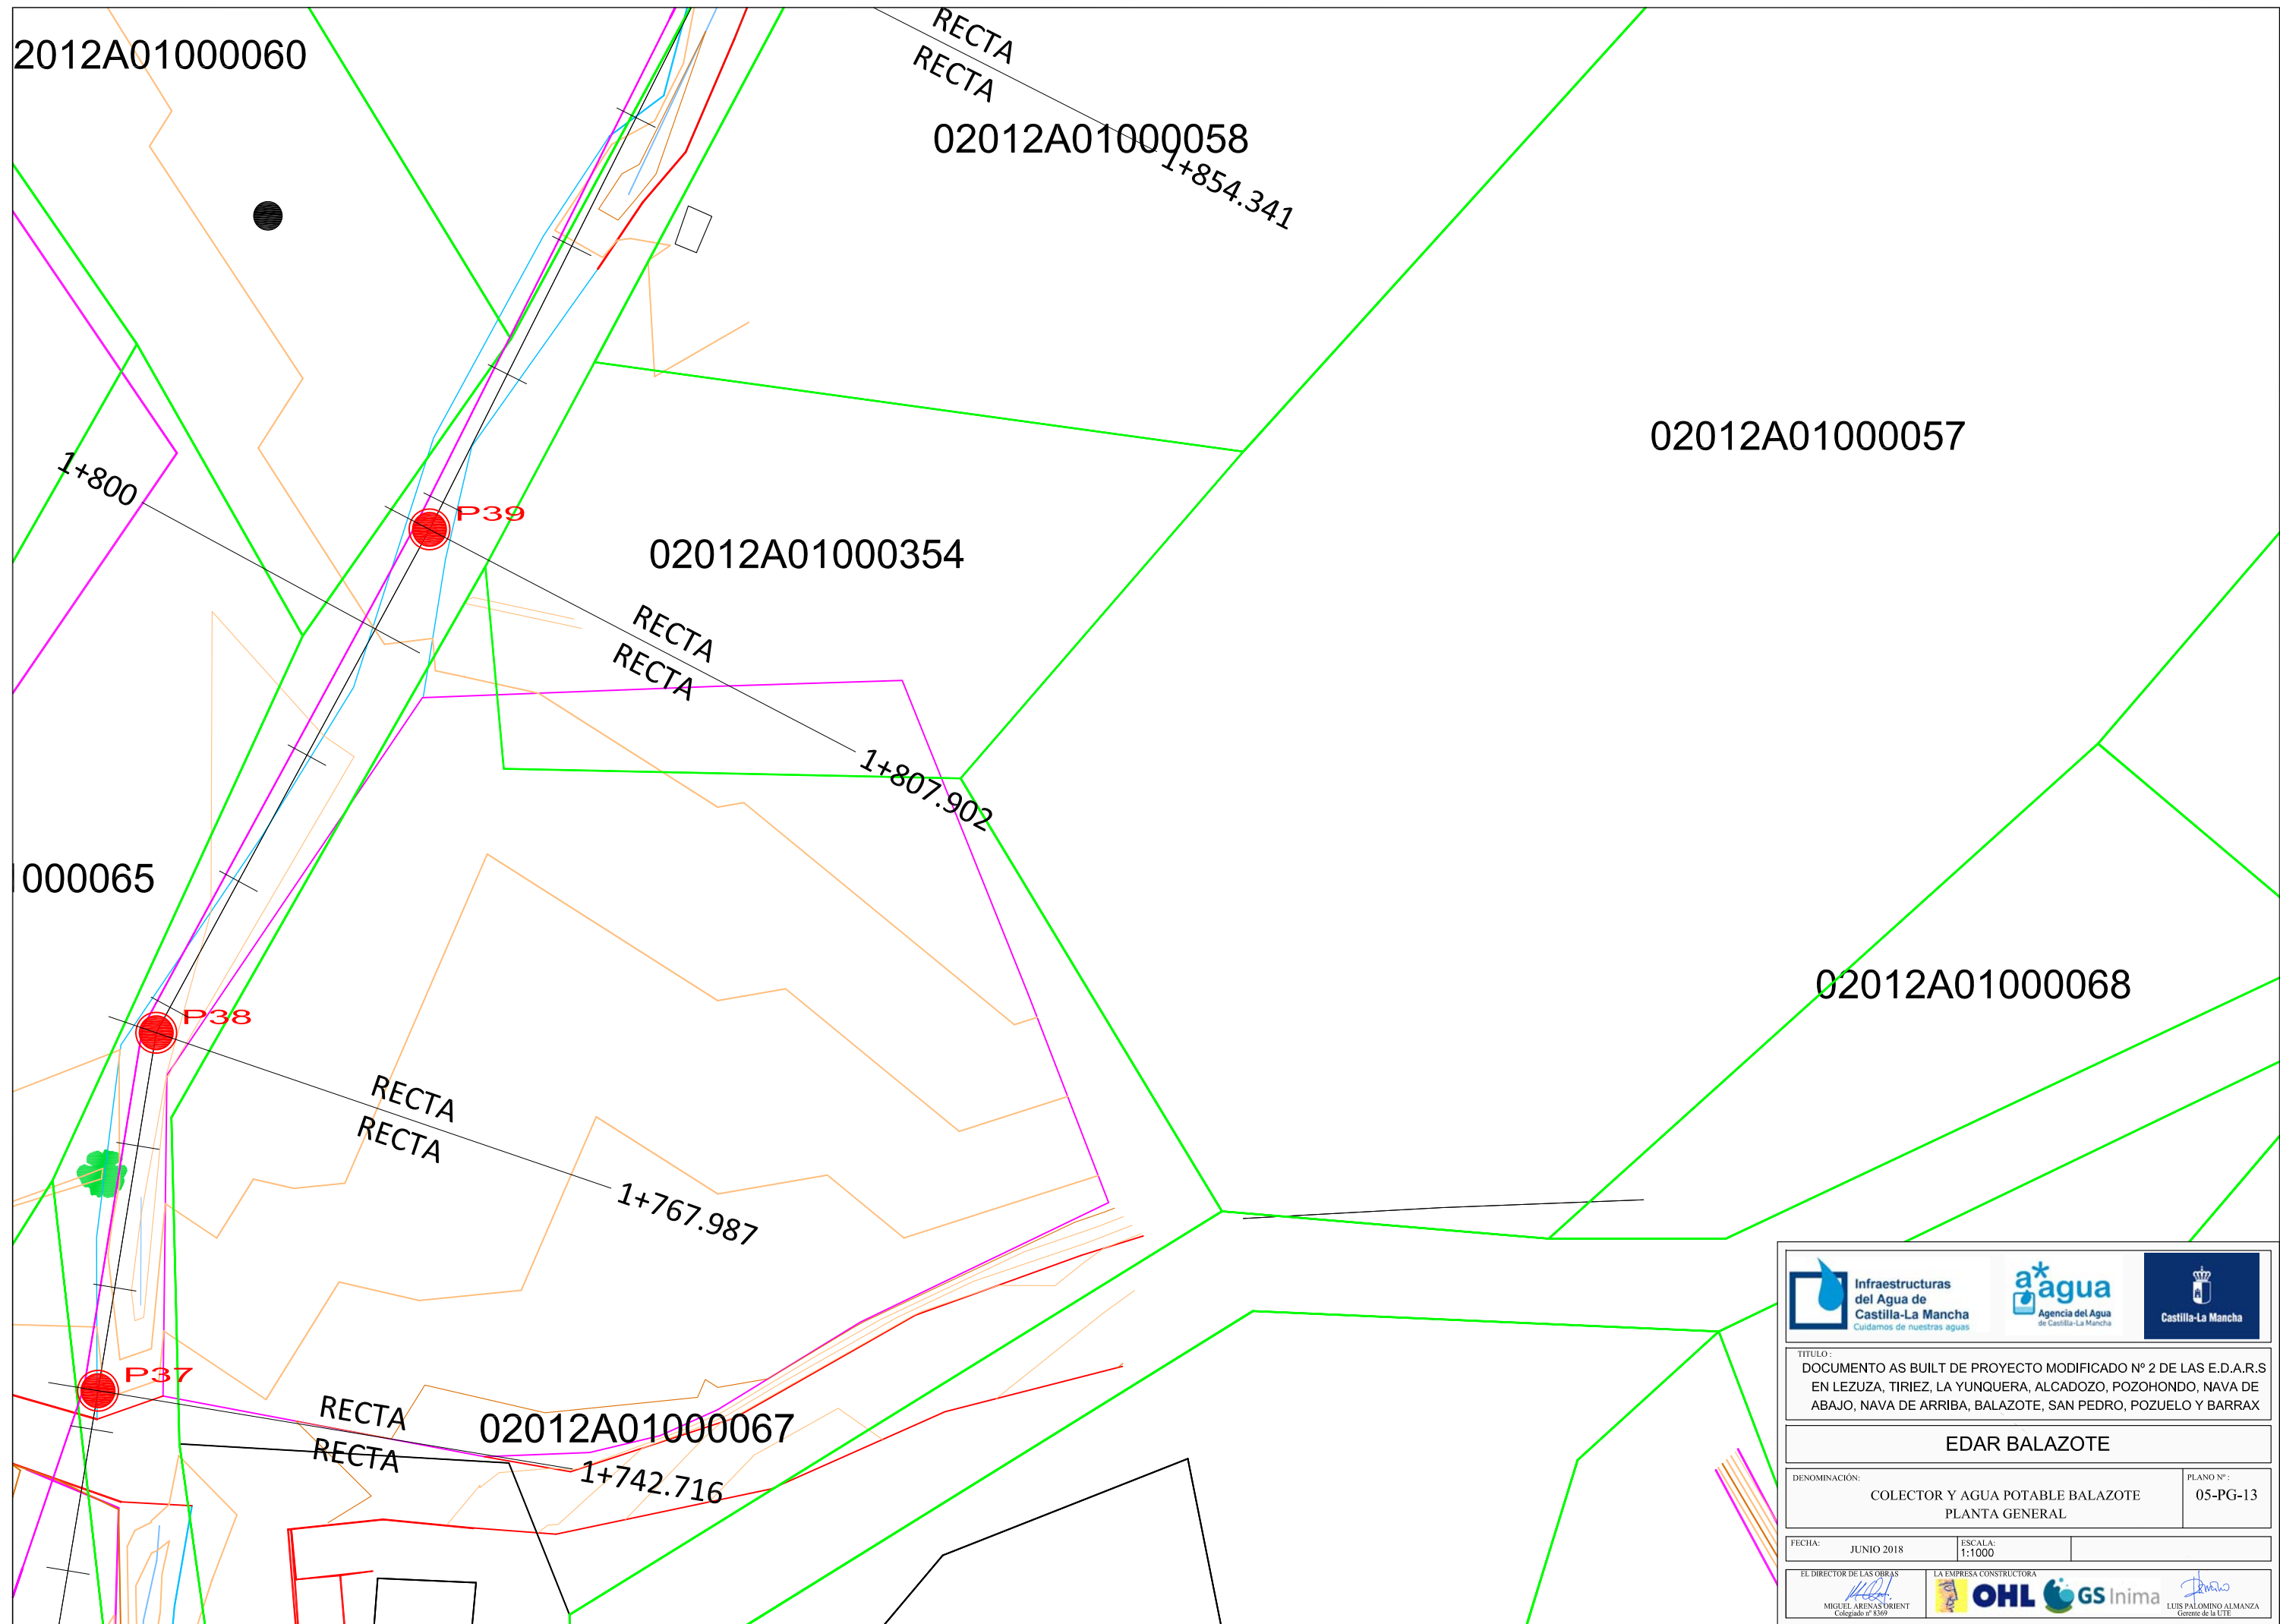 2012A01000060
RECTA
RECTA
02012A01000058
1+854.341
02012A01000057
1+800
P39
02012A01000354
RECTA
RECTA
1+807.902
000065
02012A01000068
P38
RECTA
RECTA
1+767.987
P37
RECTA
RECTA
02012A01000067
1+742.716
Infraestructuras
del Agua de
Castilla-La Mancha
Cuidamos de nuestras aguas
a*agua
Agencia del Agua
de Castilla-La Mancha
Castilla-La Mancha
TITULO :
DOCUMENTO AS BUILT DE PROYECTO MODIFICADO Nº 2 DE LAS E.D.A.R.S
EN LEZUZA, TIRIEZ, LA YUNQUERA, ALCADOZO, POZOHONDO, NAVA DE
ABAJO, NAVA DE ARRIBA, BALAZOTE, SAN PEDRO, POZUELO Y BARRAX
EDAR BALAZOTE
DENOMINACIÓN:
COLECTOR Y AGUA POTABLE BALAZOTE
PLANTA GENERAL
PLANO Nº :
05-PG-13
FECHA:
JUNIO 2018
ESCALA:
1:1000
EL DIRECTOR DE LAS OBRAS
MIGUEL ARENAS ORIENT
Colegiado nº 8369
LA EMPRESA CONSTRUCTORA
OHL
GS Inima
LUIS PALOMINO ALMANZA
Gerente de la UTE